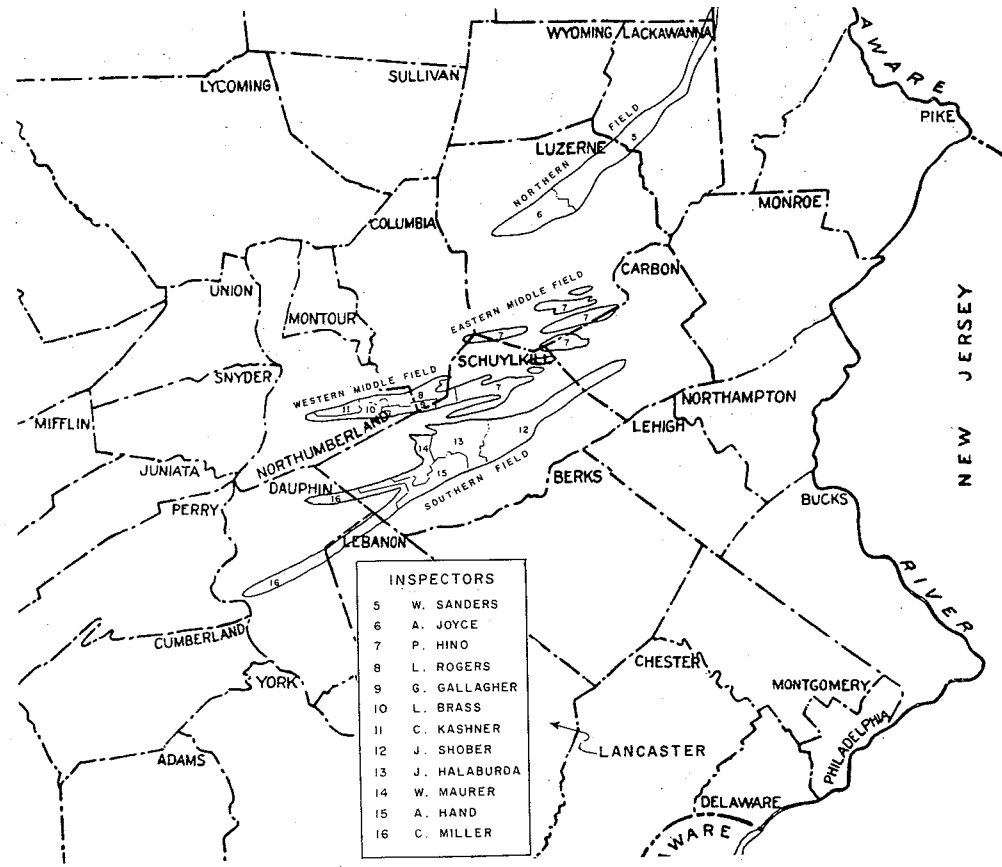 WYOMING
LACKAWANNA
AWARE
SULLIVAN
LYCOMING
PIKE
FIELD
5
LUZERNE
NORTHERN
MONROE
6
COLUMBIA
CARBON
UNION
EASTERN MIDDLE FIELD
7
7
MONTOUR
7
7
NEW JERSEY
SCHUYLKILL
SNYDER
WESTERN MIDDLE FIELD
8
7
NORTHAMPTON
11
10
9
MIFFLIN
LEHIGH
12
NORTHUMBERLAND
14
13
JUNIATA
15
BERKS
DAUPHIN
16
SOUTHERN FIELD
BUCKS
PERRY
LEBANON
RIVER
16
INSPECTORS
5 W. SANDERS
6 A. JOYCE
7 P. HINO
8 L. ROGERS
9 G. GALLAGHER
10 L. BRASS
11 C. KASHNER
12 J. SHOBER
13 J. HALABURDA
14 W. MAURER
15 A. HAND
16 C. MILLER
CUMBERLAND
CHESTER
YORK
MONTGOMERY
PHILADELPHIA
LANCASTER
ADAMS
DELAWARE
WARE